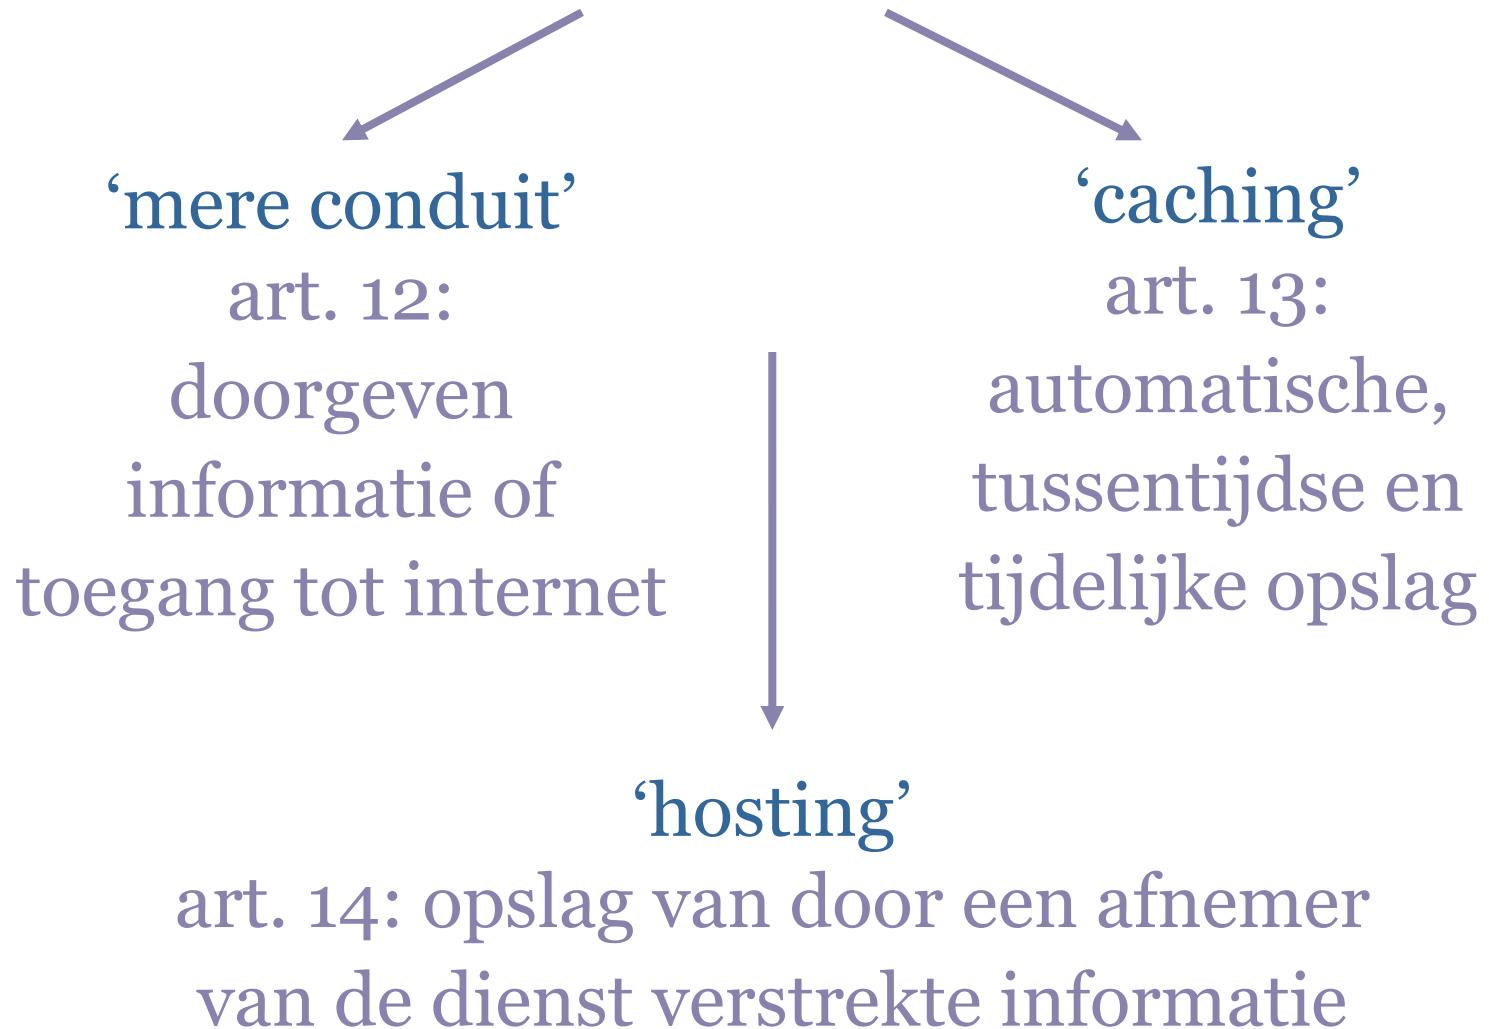 ‘mere conduit’
art. 12:
doorgeven
informatie of
toegang tot internet
‘caching’
art. 13:
automatische,
tussentijdse en
tijdelijke opslag
‘hosting’
art. 14: opslag van door een afnemer
van de dienst verstrekte informatie